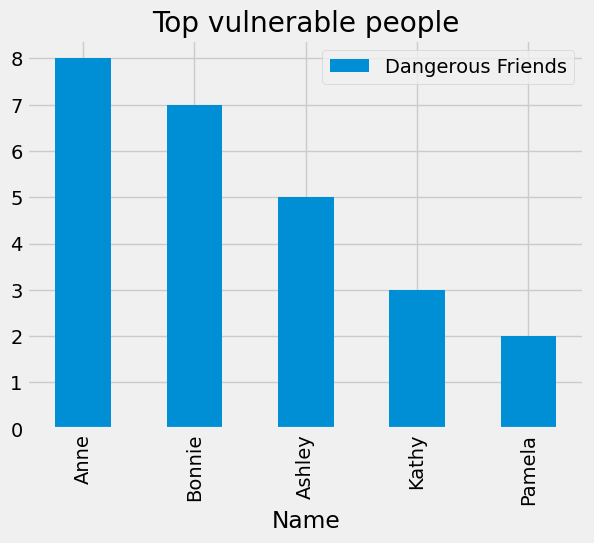 Top vulnerable people
Dangerous Friends
8
7
6
5
4
3
2
1
0
Anne
Bonnie
Ashley
Kathy
Pamela
Name